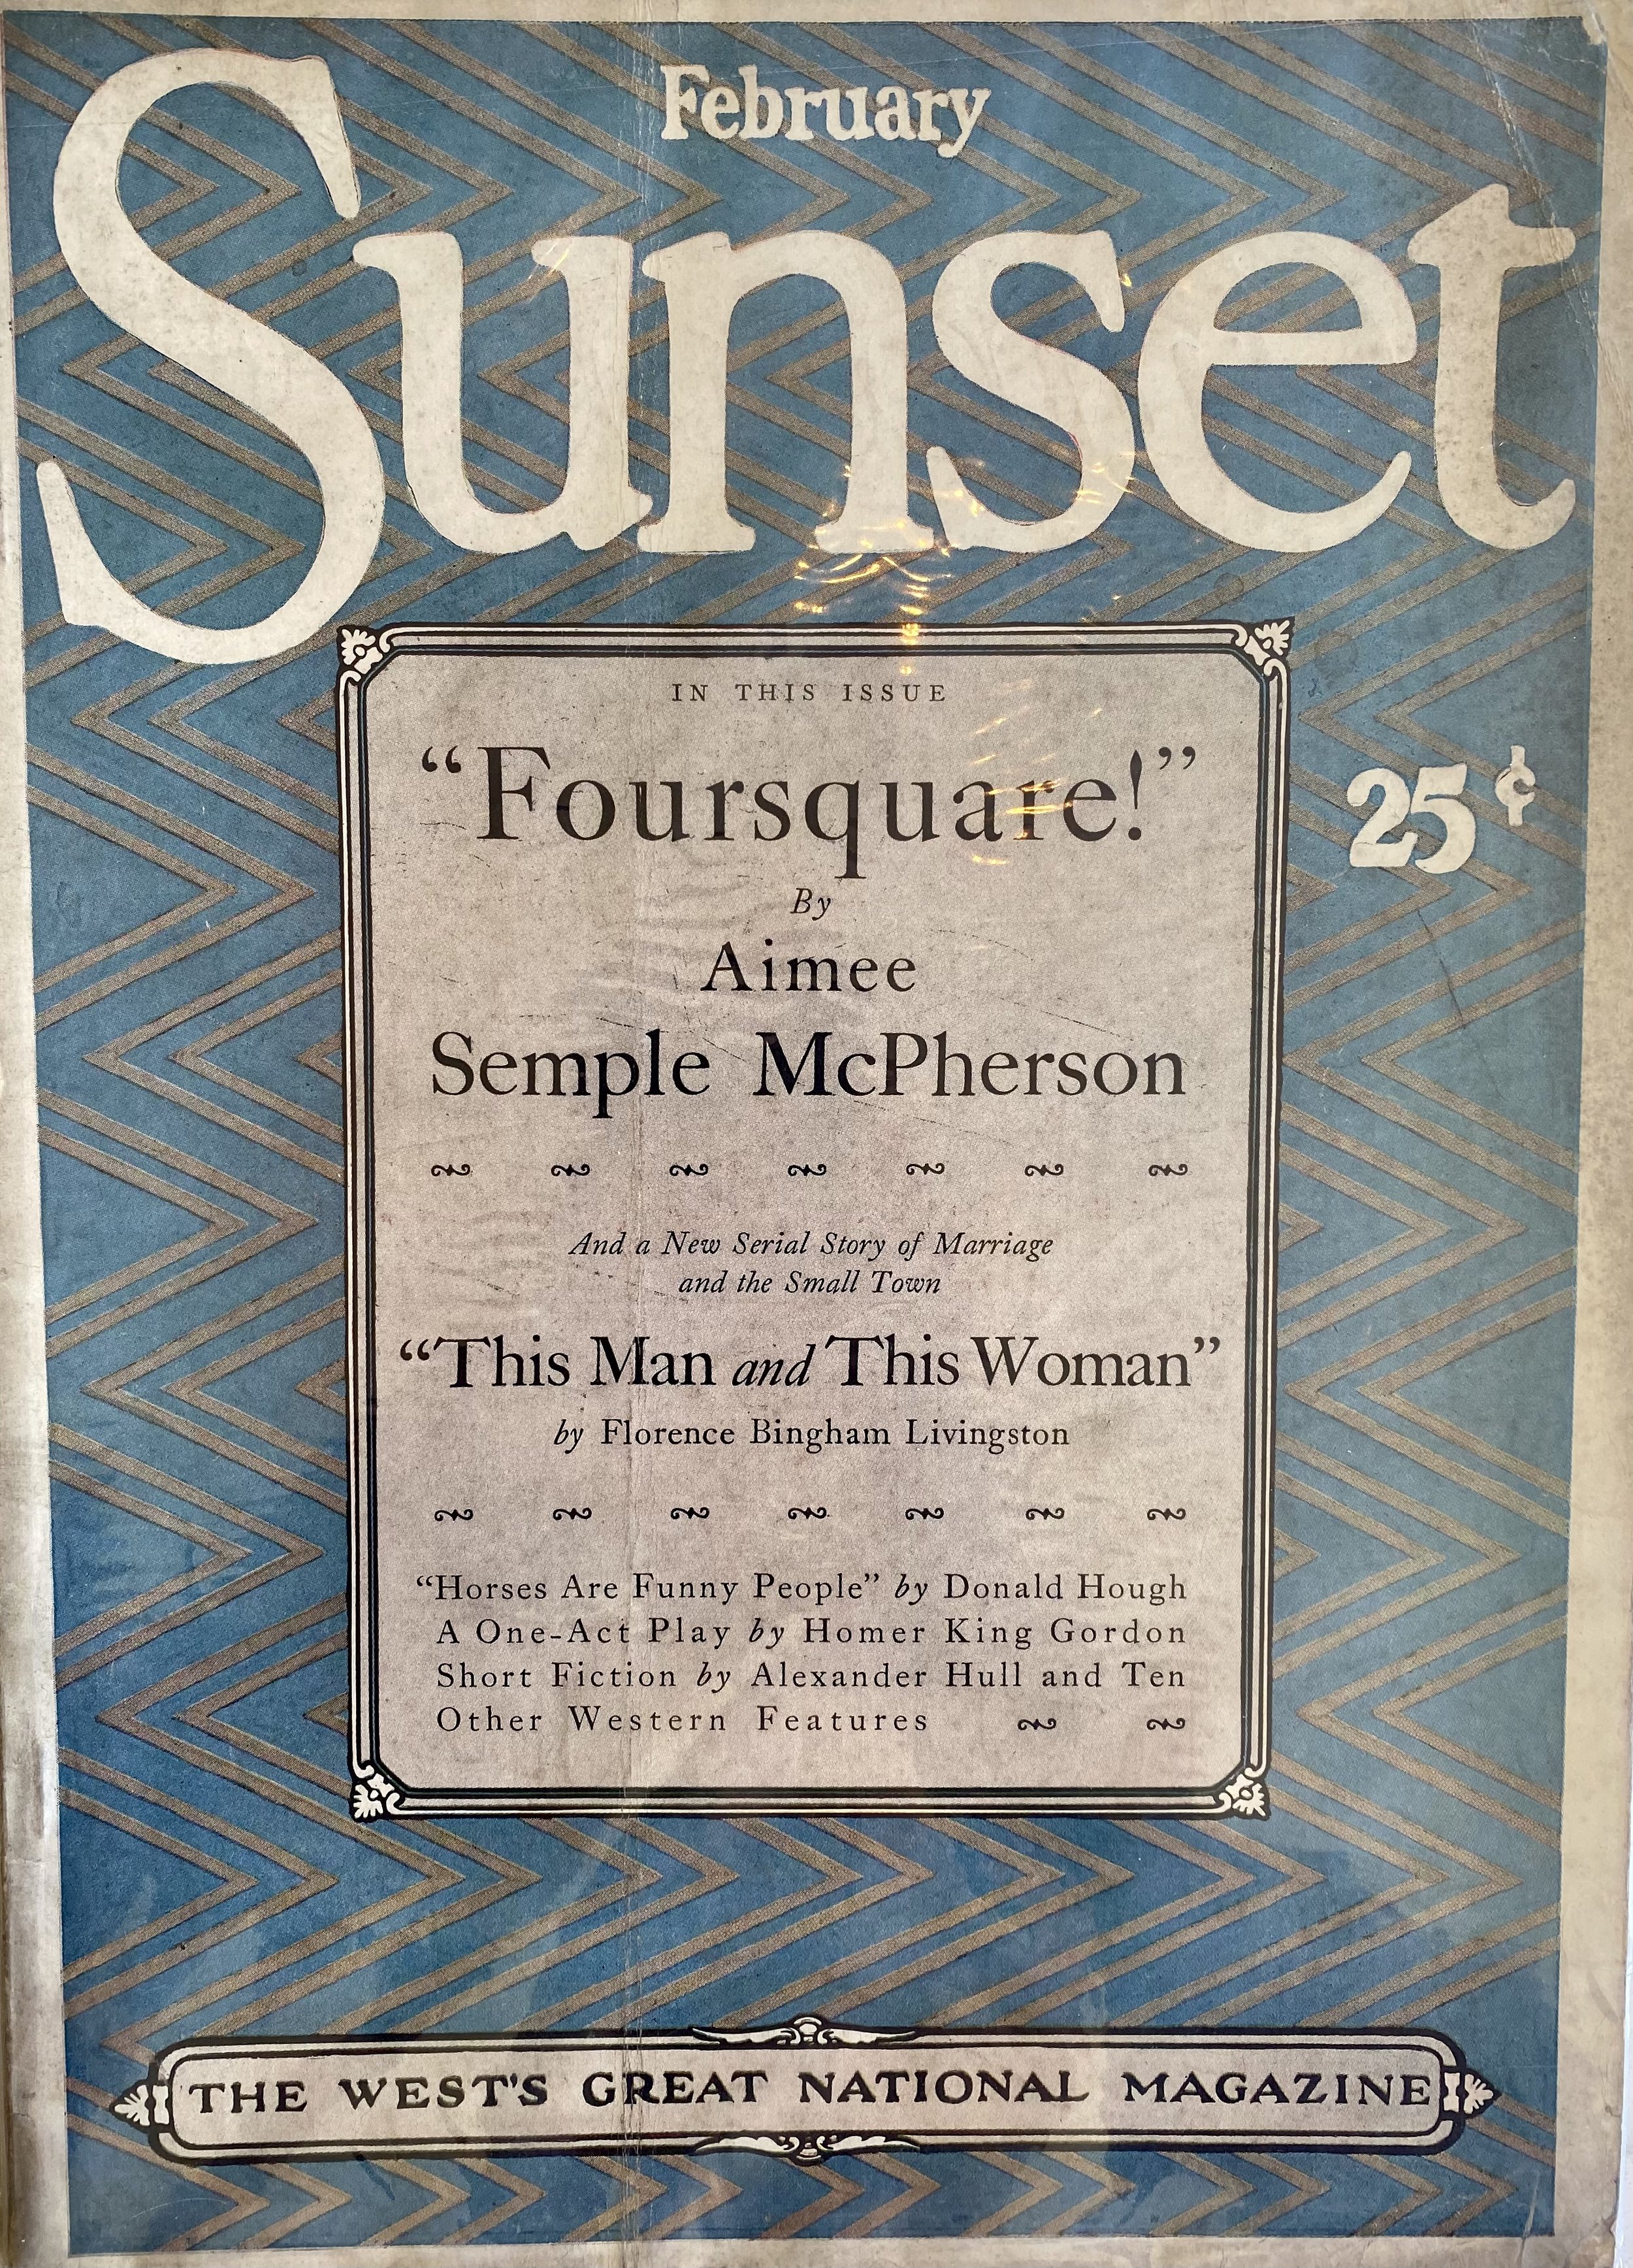 February
Sunset
25¢
IN THIS ISSUE
“Foursquare!”
By
Aimee
Semple McPherson
And a New Serial Story of Marriage
and the Small Town
“This Man and This Woman”
by Florence Bingham Livingston
“Horses Are Funny People” by Donald Hough
A One-Act Play by Homer King Gordon
Short Fiction by Alexander Hull and Ten
Other Western Features
THE WEST'S GREAT NATIONAL MAGAZINE